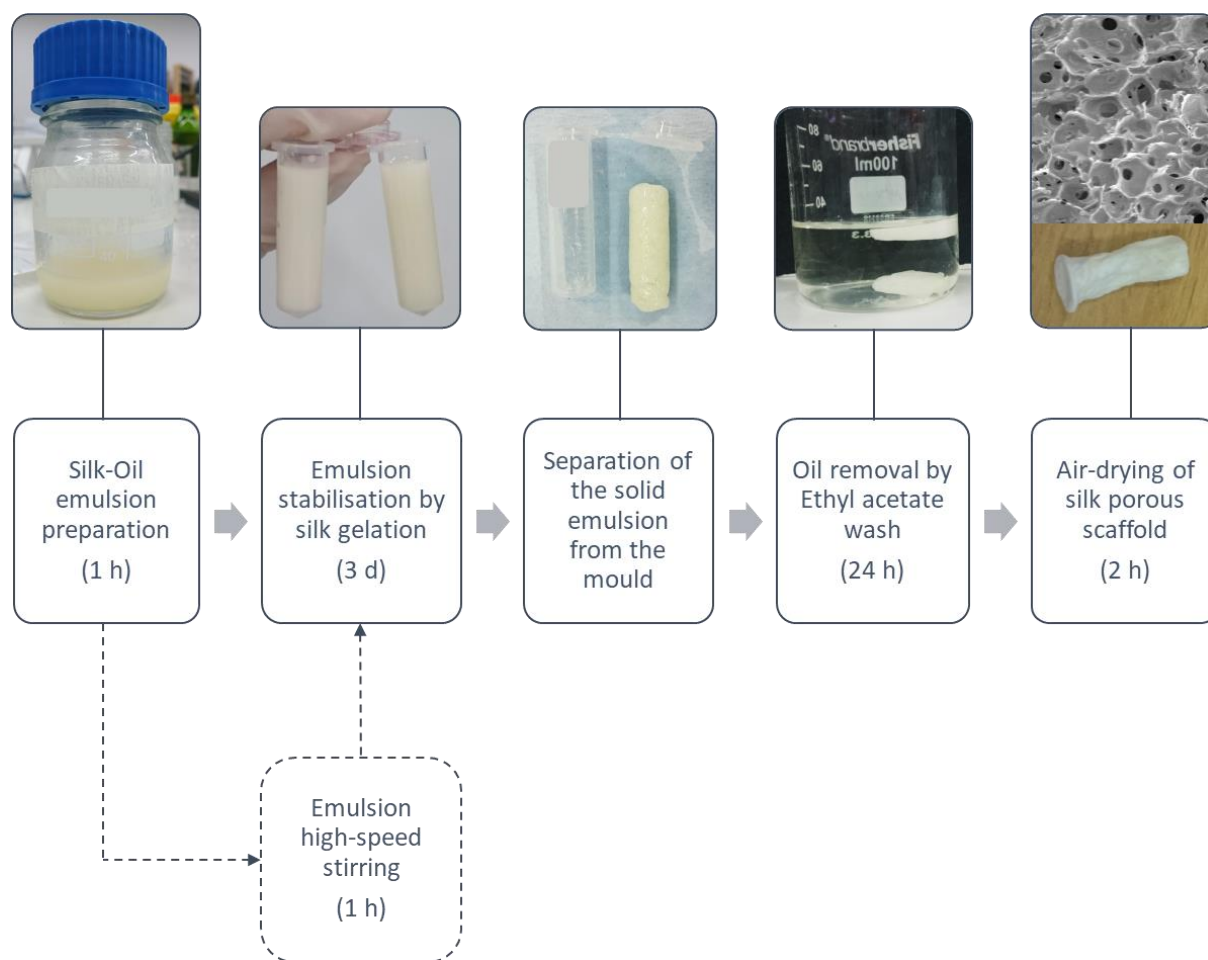 80
Fisherbrand®
100ml
60
40
Silk-Oil
emulsion
preparation
(1 h)
Emulsion
stabilisation by
silk gelation
(3 d)
Separation of
the solid
emulsion
from the
mould
Oil removal by
Ethyl acetate
wash
(24 h)
Air-drying of
silk porous
scaffold
(2 h)
Emulsion
high-speed
stirring
(1 h)